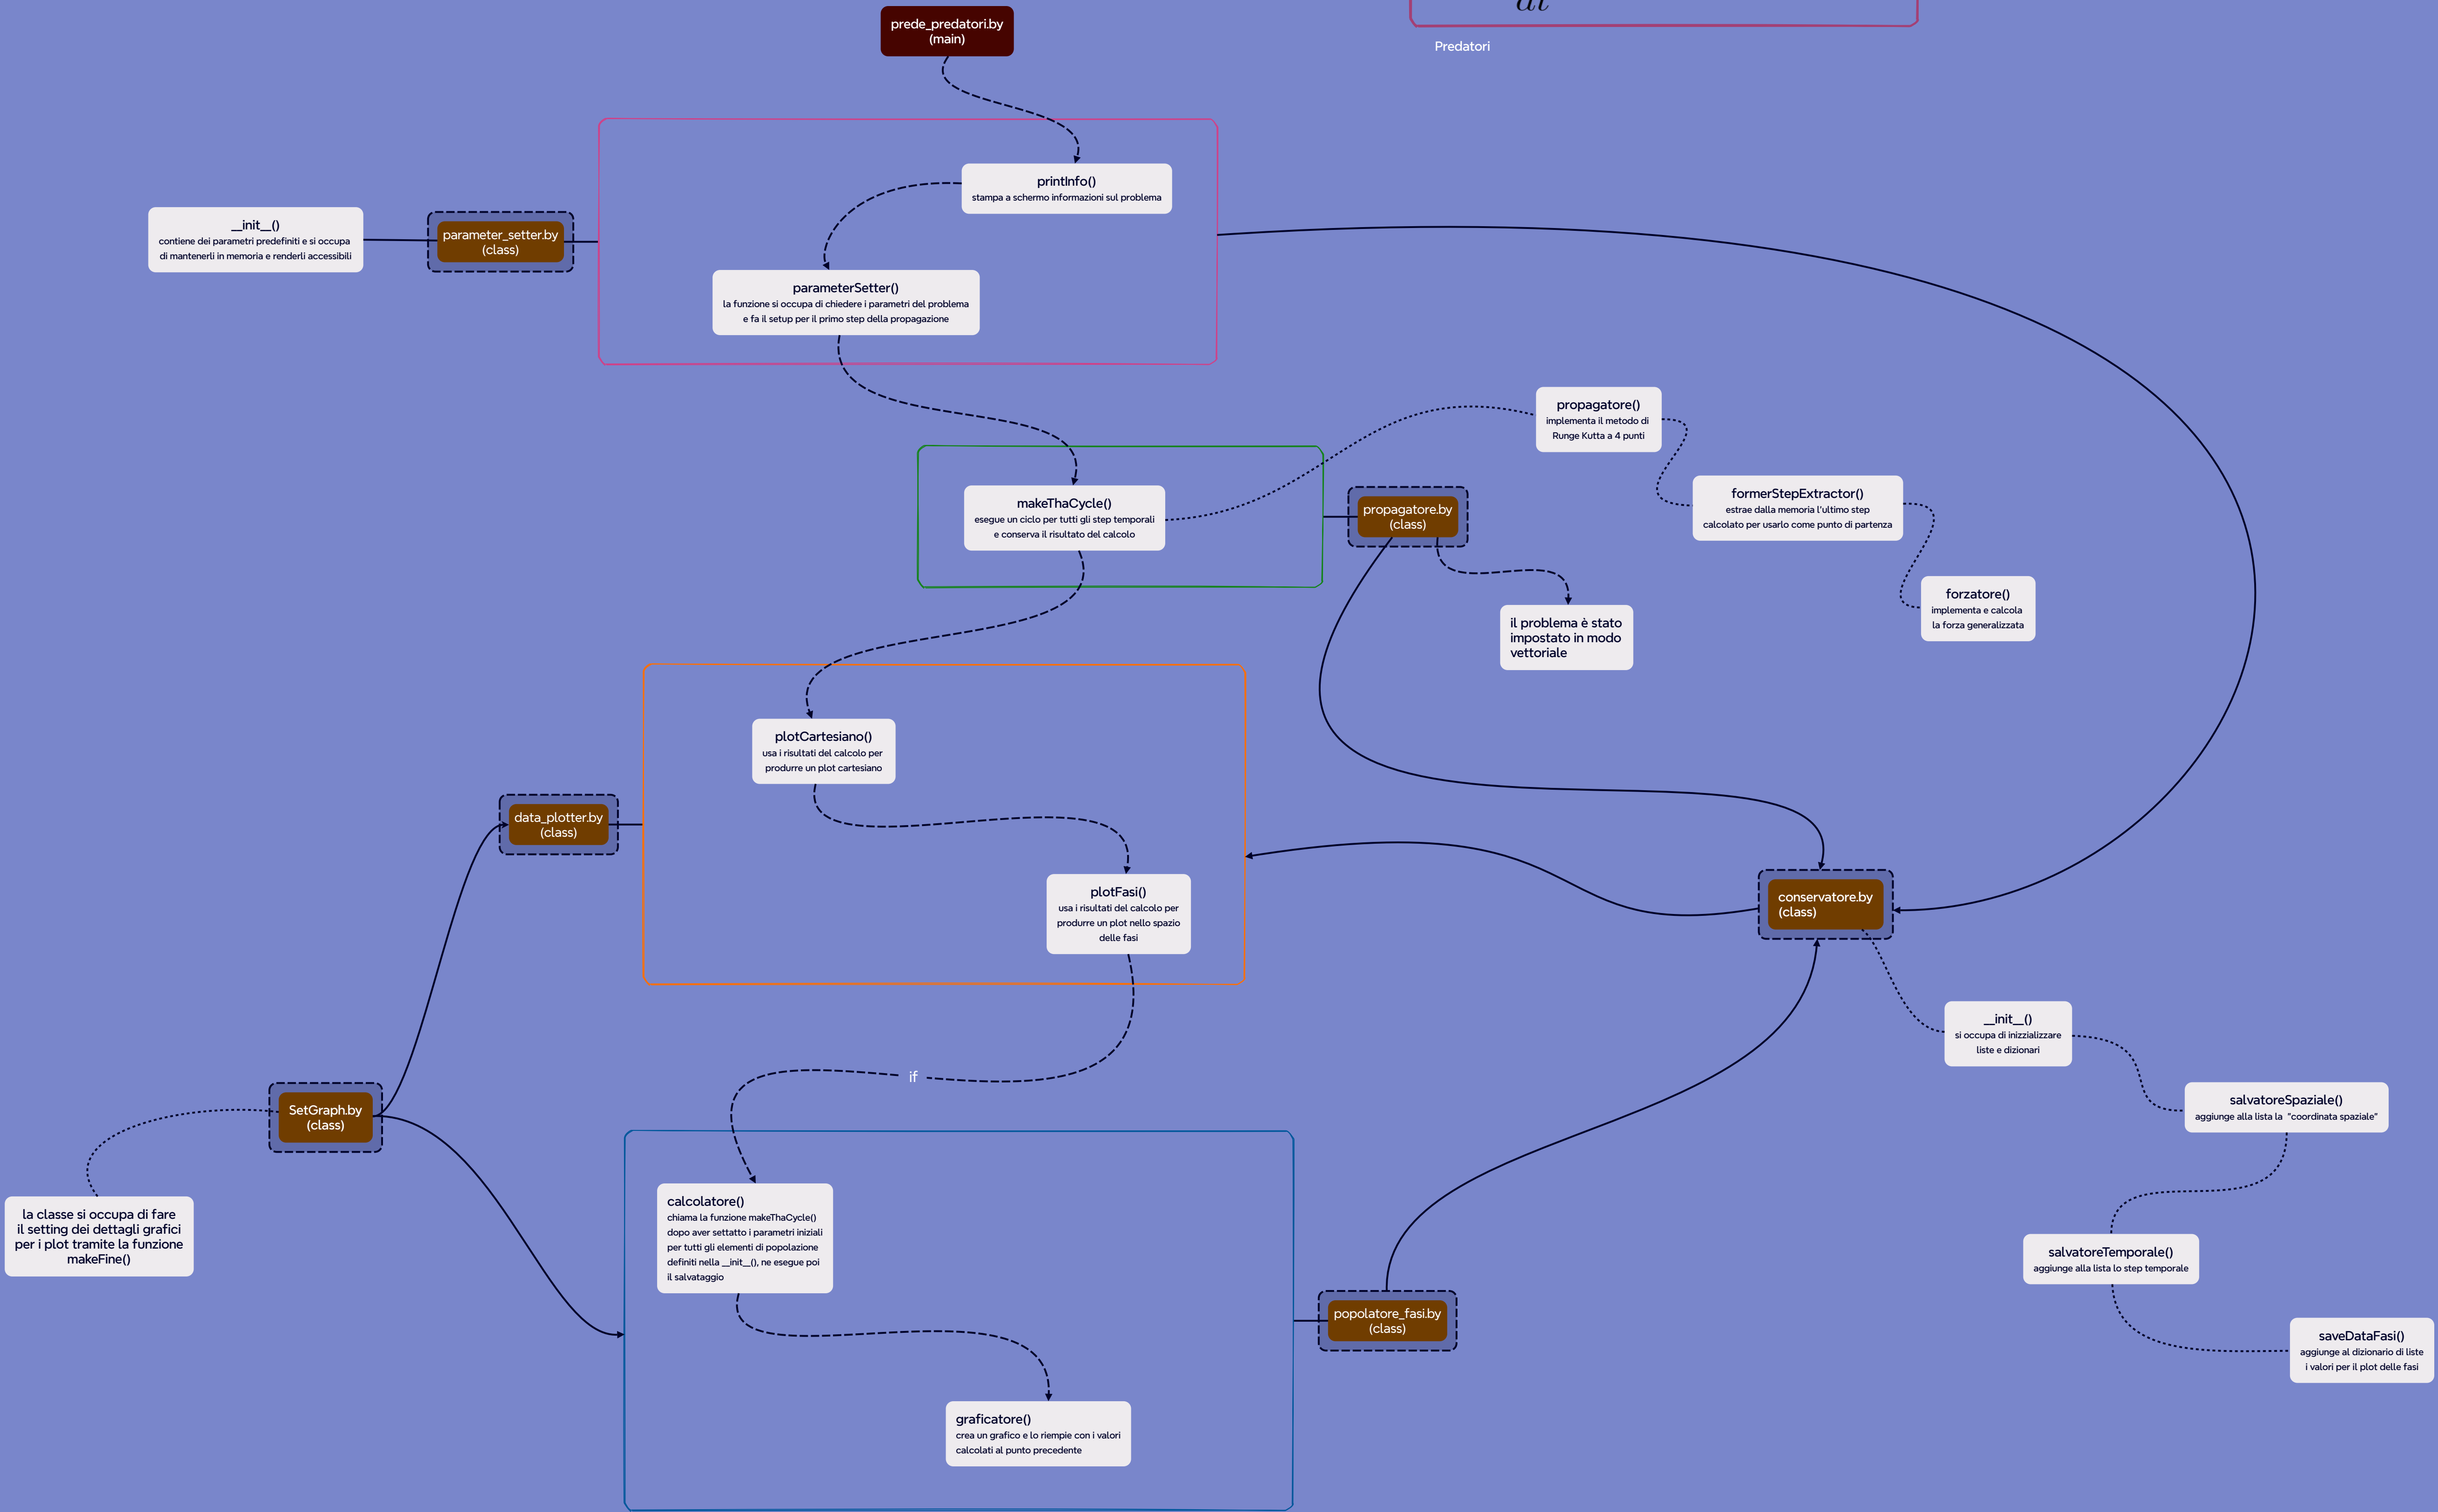 dt
prede_predatori.by
(main)
Predatori
printInfo()
stampa a schermo informazioni sul problema
__init__()
contiene dei parametri predefiniti e si occupa
di mantenerli in memoria e renderli accessibili
parameter_setter.by
(class)
parameterSetter()
la funzione si occupa di chiedere i parametri del problema
e fa il setup per il primo step della propagazione
propagatore()
implementa il metodo di
Runge Kutta a 4 punti
makeThaCycle()
esegue un ciclo per tutti gli step temporali
e conserva il risultato del calcolo
propagatore.by
(class)
formerStepExtractor()
estrae dalla memoria l'ultimo step
calcolato per usarlo come punto di partenza
forzatore()
implementa e calcola
la forza generalizzata
il problema è stato
impostato in modo
vettoriale
plotCartesiano()
usa i risultati del calcolo per
produrre un plot cartesiano
data_plotter.by
(class)
plotFasi()
usa i risultati del calcolo per
produrre un plot nello spazio
delle fasi
conservatore.by
(class)
__init__()
si occupa di inizzializzare
liste e dizionari
if
SetGraph.by
(class)
salvatoreSpaziale()
aggiunge alla lista la "coordinata spaziale"
la classe si occupa di fare
il setting dei dettagli grafici
per i plot tramite la funzione
makeFine()
calcolatore()
chiama la funzione makeThaCycle()
dopo aver settatto i parametri iniziali
per tutti gli elementi di popolazione
definiti nella __init__(), ne esegue poi
il salvataggio
salvatoreTemporale()
aggiunge alla lista lo step temporale
popolatore_fasi.by
(class)
saveDataFasi()
aggiunge al dizionario di liste
i valori per il plot delle fasi
graficatore()
crea un grafico e lo riempie con i valori
calcolati al punto precedente